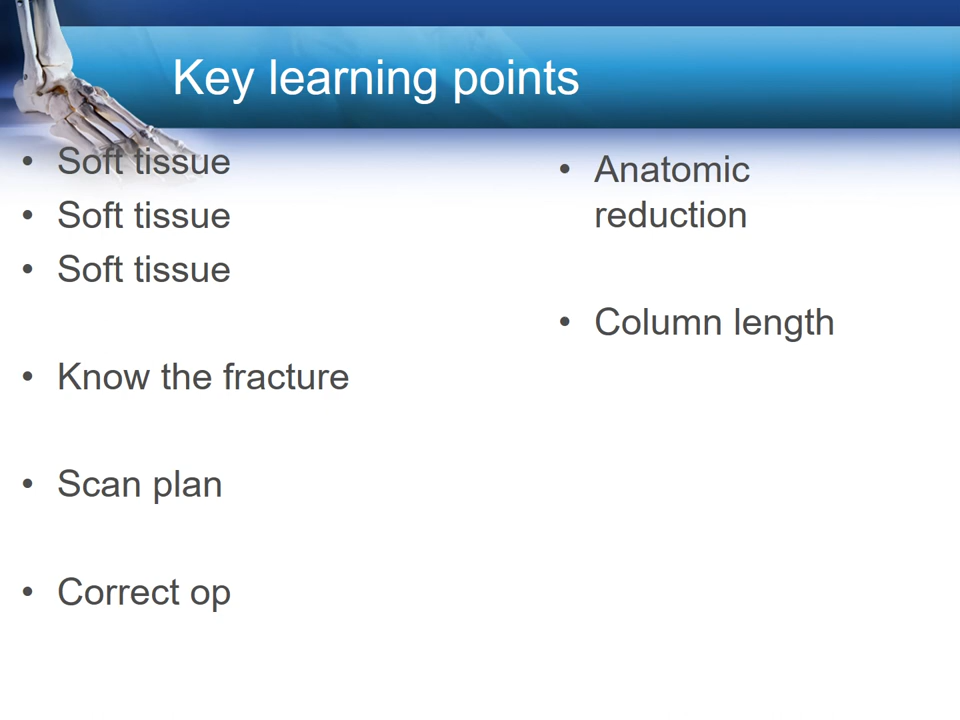 Key learning points
• Soft tissue
• Soft tissue
• Soft tissue
• Know the fracture
• Scan plan
• Correct op
• Anatomic
reduction
• Column length